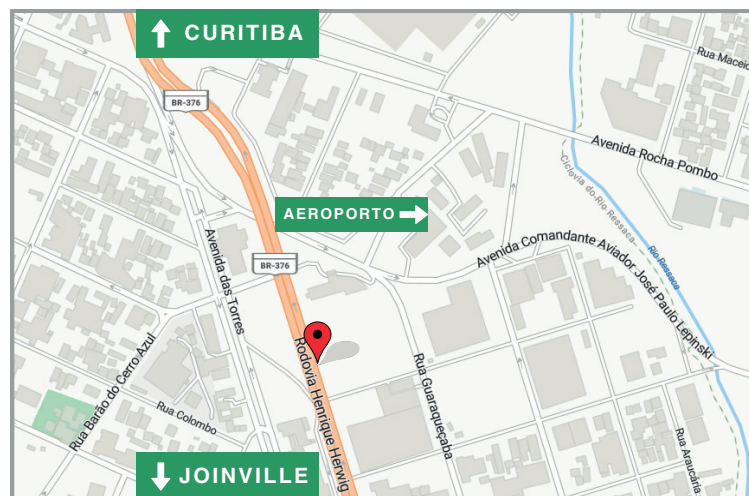 ↑ CURITIBA
Rua Maceió
BR-376
Avenida Rocha Pombo
Ciclovia do Rio Ressaca
AEROPORTO →
Avenida das Torres
Avenida Comandante Aviador José Paulo Lepinski
Rio Ressaca
BR-376
Rua Barão do Cerro Azul
Rodovia Henrique Herwig
Rua Guaraqueçaba
Rua Colombo
Rua Araucária
↓ JOINVILLE